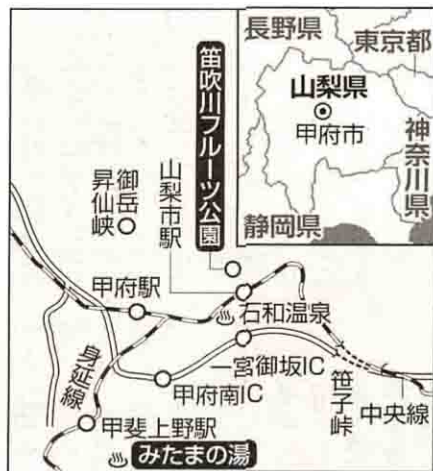 長野県
東京都
山梨県
甲府市
神奈川県
静岡県
笛吹川フルーツ公園
山梨市駅
御岳
昇仙峡
甲府駅
石和温泉
一宮御坂IC
身延線
甲府南IC
笹子峠
中央線
甲斐上野駅
みたまの湯